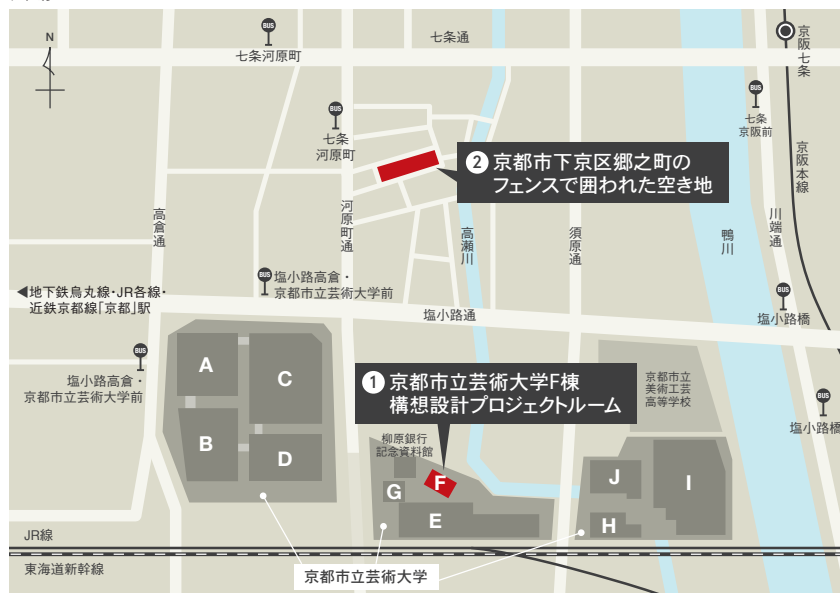 N
BUS
七条河原町
七条通
京阪七条
BUS
七条
河原町
BUS
七条
京阪前
京阪本線
② 京都市下京区郷之町の
フェンスで囲われた空き地
高倉通
河原町通
高瀬川
須原通
鴨川
川端通
◀地下鉄烏丸線・JR各線・
近鉄京都線「京都」駅
BUS
塩小路高倉・
京都市立芸術大学前
塩小路通
BUS
塩小路橋
BUS
塩小路高倉・
京都市立芸術大学前
A
B
C
D
① 京都市立芸術大学F棟
構想設計プロジェクトルーム
京都市立
美術工芸
高等学校
BUS
塩小路橋
柳原銀行
記念資料館
F
G
E
J
I
H
JR線
東海道新幹線
京都市立芸術大学